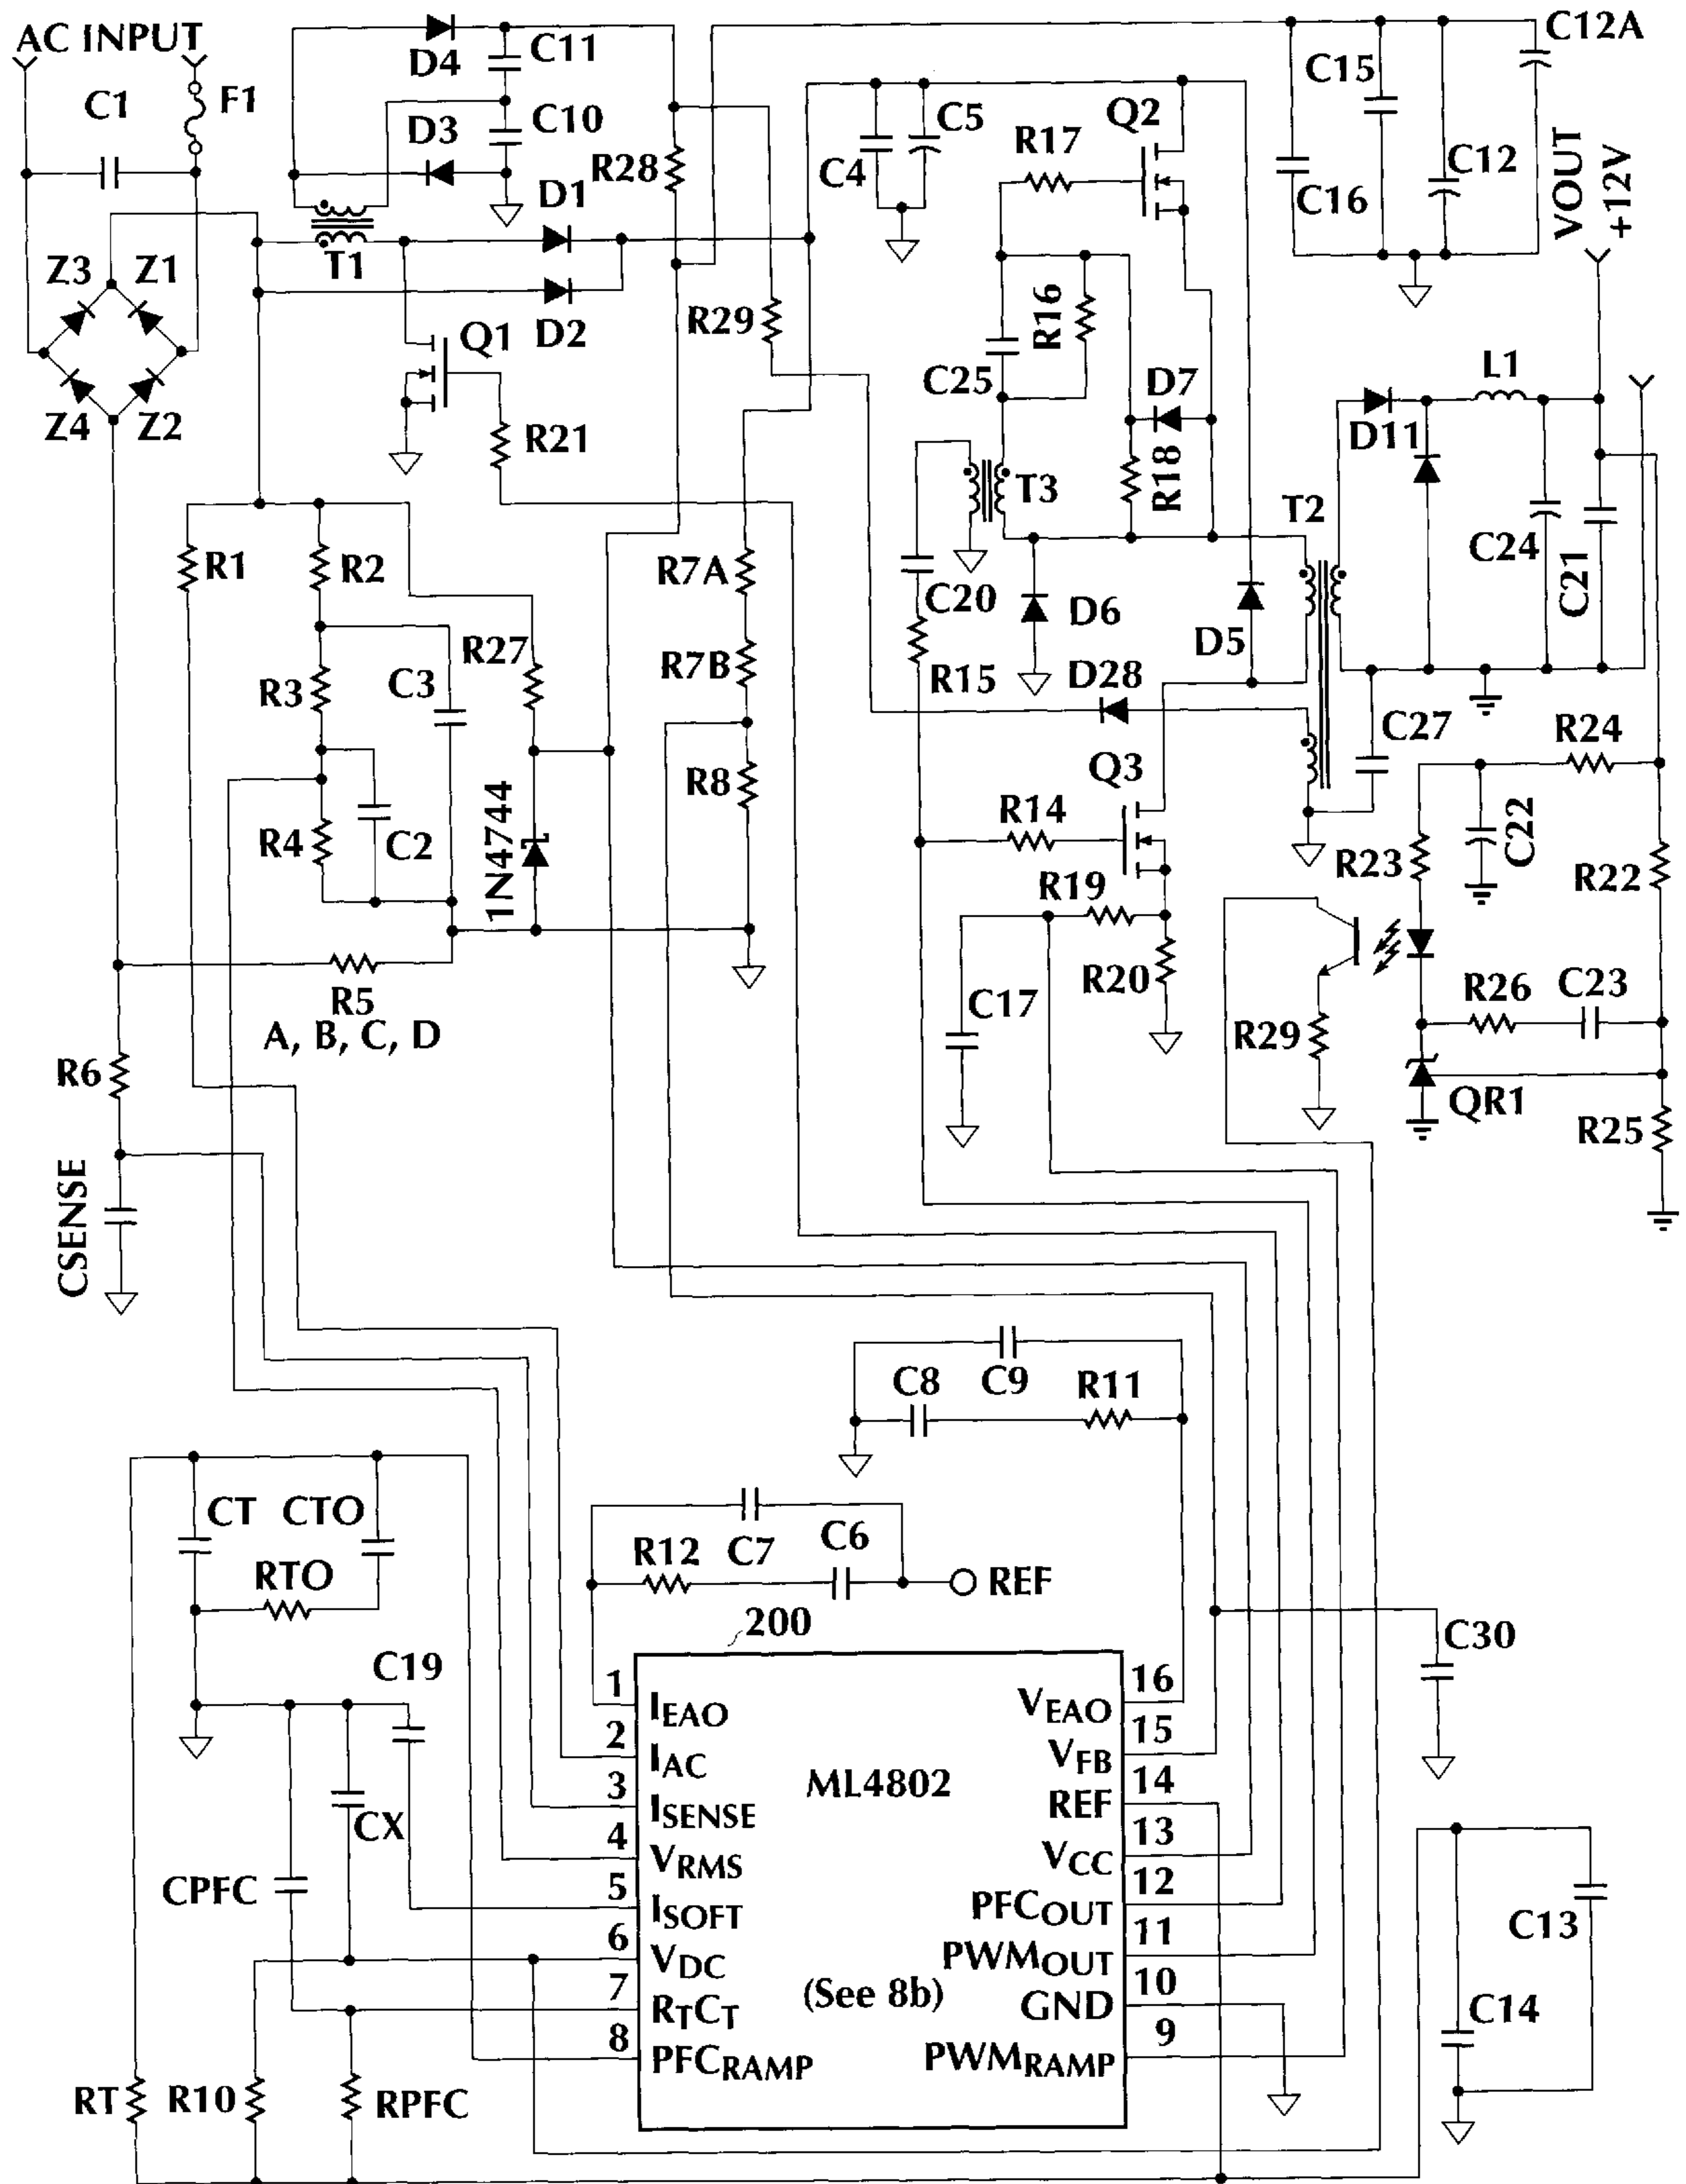 AC INPUT
C1
F1
D4
C11
D3
C10
R28
D1
T1
D2
Z3
Z1
Z4
Z2
Q1
R21
R29
C4
C5
Q2
R17
C15
C12A
C16
C12
VOUT
+12V
R16
C25
D7
R18
T3
L1
D11
T2
C24
C21
R1
R2
R3
C3
R27
R4
C2
1N4744
R7A
R7B
R8
C20
R15
D6
D5
D28
Q3
C27
R24
R14
R19
R20
C17
R23
C22
R22
R29
R26
C23
QR1
R25
R5
A, B, C, D
R6
CSENSE
C8
C9
R11
CT
CTO
RTO
R12
C7
C6
REF
200
C19
C30
CX
CPFC
RT
R10
RPFC
1
IEAO
2
IAC
3
ISENSE
4
VRMS
5
ISOFT
6
VDC
7
RTCT
8
PFCRAMP
ML4802
(See 8b)
16
VEAO
15
VFB
14
REF
13
VCC
12
PFCOUT
11
PWMOUT
10
GND
9
PWMRAMP
C13
C14